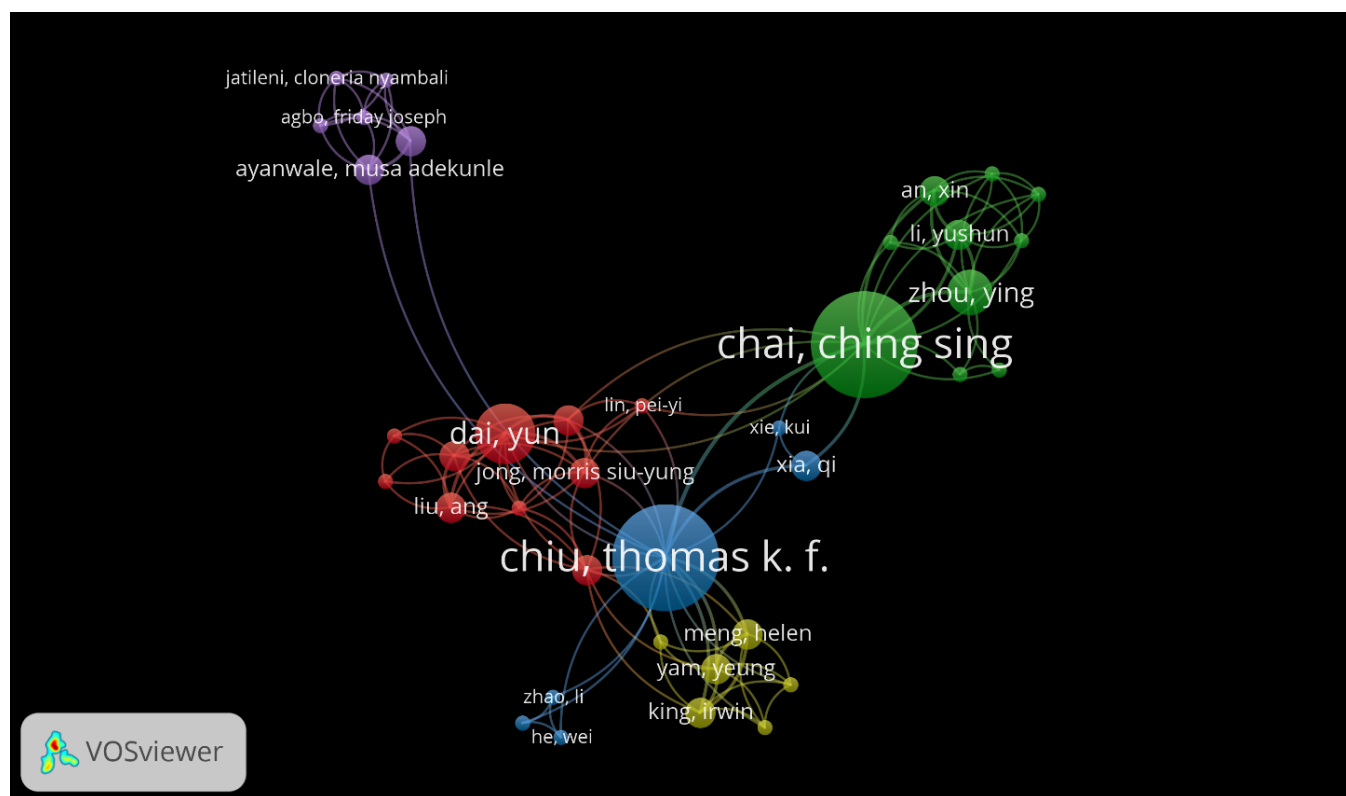 jatileni, cloneria nyambali
agbo, friday joseph
ayanwale, musa adekunle
an, xin
li, yushun
zhou, ying
chai, ching sing
lin, pei-yi
xie, kui
dai, yun
xia, qi
jong, morris siu-yung
liu, ang
chiu, thomas k. f.
meng, helen
yam, yeung
zhao, li
king, irwin
he, wei
VOSviewer